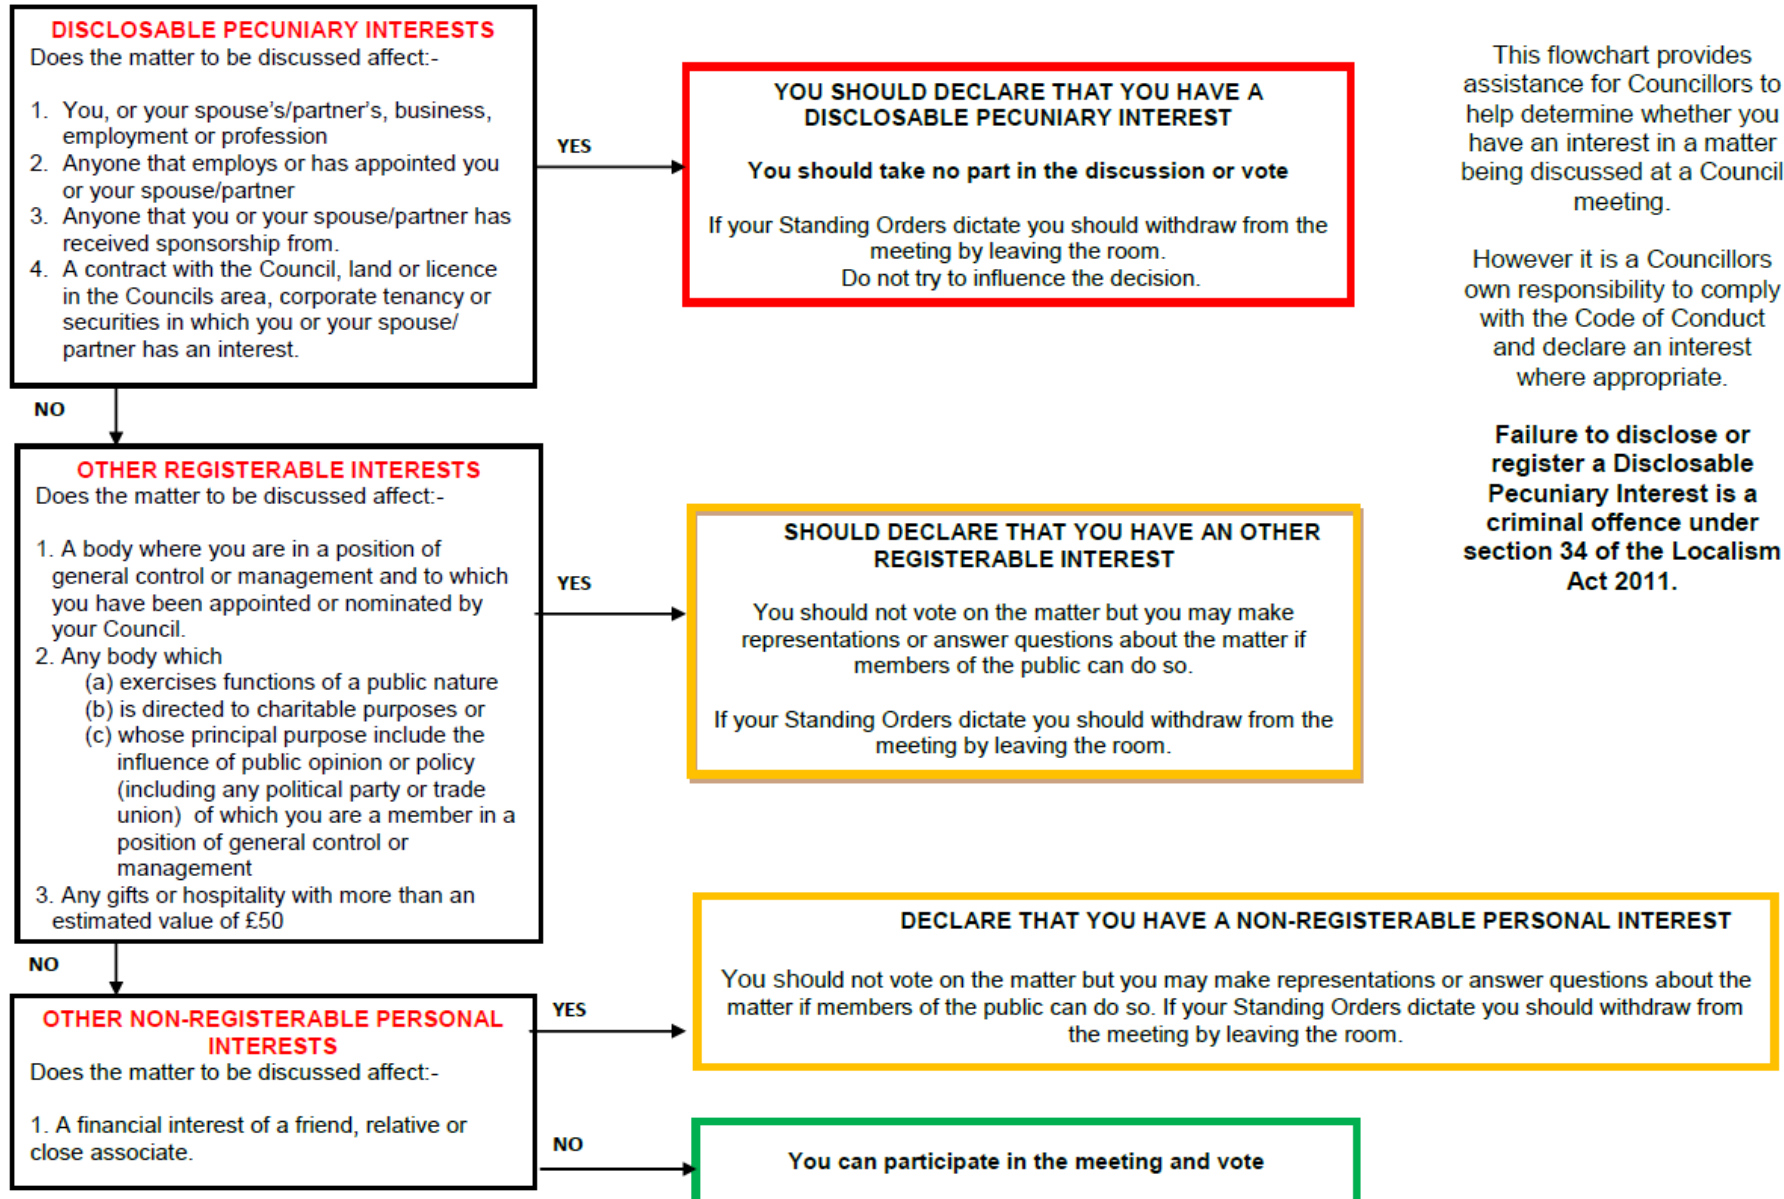 DISCLOSABLE PECUNIARY INTERESTS
Does the matter to be discussed affect:-
1. You, or your spouse's/partner's, business,
employment or profession
2. Anyone that employs or has appointed you
or your spouse/partner
3. Anyone that you or your spouse/partner has
received sponsorship from.
4. A contract with the Council, land or licence
in the Councils area, corporate tenancy or
securities in which you or your spouse/
partner has an interest.
YES
YOU SHOULD DECLARE THAT YOU HAVE A
DISCLOSABLE PECUNIARY INTEREST
You should take no part in the discussion or vote
If your Standing Orders dictate you should withdraw from the
meeting by leaving the room.
Do not try to influence the decision.
This flowchart provides
assistance for Councillors to
help determine whether you
have an interest in a matter
being discussed at a Council
meeting.
However it is a Councillors
own responsibility to comply
with the Code of Conduct
and declare an interest
where appropriate.
Failure to disclose or
register a Disclosable
Pecuniary Interest is a
criminal offence under
section 34 of the Localism
Act 2011.
NO
OTHER REGISTERABLE INTERESTS
Does the matter to be discussed affect:-
1. A body where you are in a position of
general control or management and to which
you have been appointed or nominated by
your Council.
2. Any body which
(a) exercises functions of a public nature
(b) is directed to charitable purposes or
(c) whose principal purpose include the
influence of public opinion or policy
(including any political party or trade
union) of which you are a member in a
position of general control or
management
3. Any gifts or hospitality with more than an
estimated value of £50
YES
SHOULD DECLARE THAT YOU HAVE AN OTHER
REGISTERABLE INTEREST
You should not vote on the matter but you may make
representations or answer questions about the matter if
members of the public can do so.
If your Standing Orders dictate you should withdraw from the
meeting by leaving the room.
NO
OTHER NON-REGISTERABLE PERSONAL
INTERESTS
Does the matter to be discussed affect:-
1. A financial interest of a friend, relative or
close associate.
YES
DECLARE THAT YOU HAVE A NON-REGISTERABLE PERSONAL INTEREST
You should not vote on the matter but you may make representations or answer questions about the
matter if members of the public can do so. If your Standing Orders dictate you should withdraw from
the meeting by leaving the room.
NO
You can participate in the meeting and vote